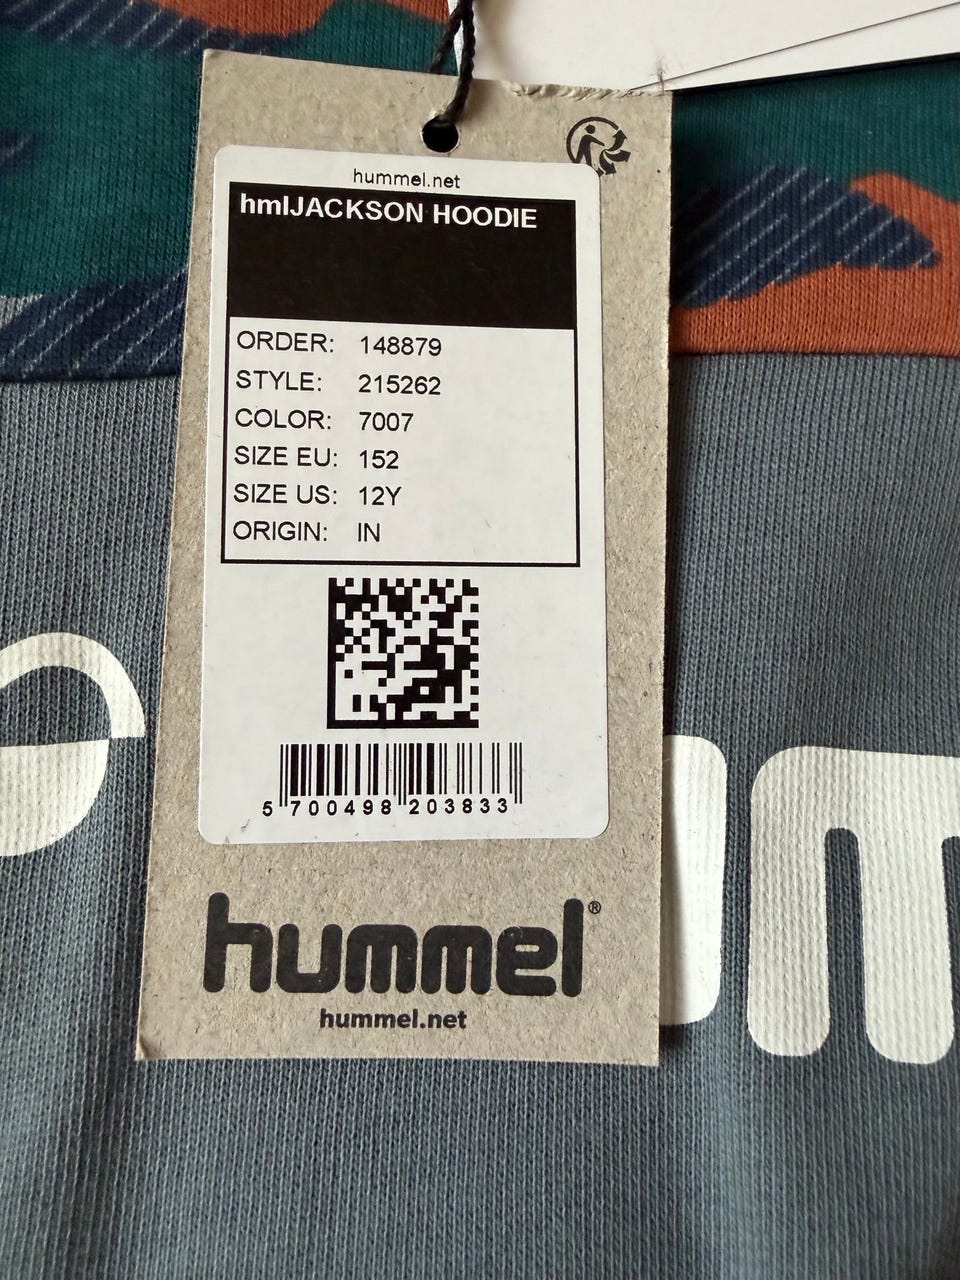 hummel.net
hmlJACKSON HOODIE
ORDER: 148879
STYLE: 215262
COLOR: 7007
SIZE EU: 152
SIZE US: 12Y
ORIGIN: IN
5 700498 203833
hummel®
hummel.net